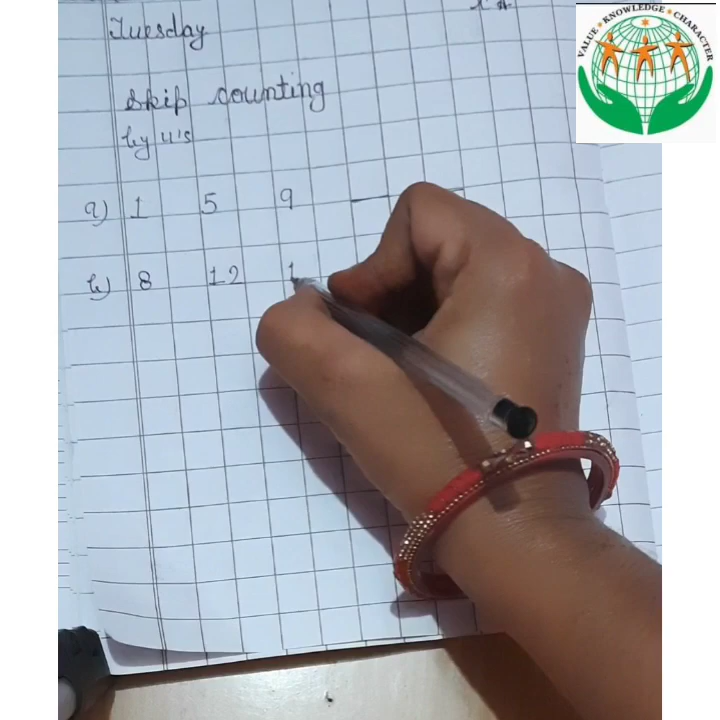 VALUE * KNOWLEDGE * CHARACTER
Tuesday
Skip counting
by 4's
a) 1 5 9
b) 8 12 1